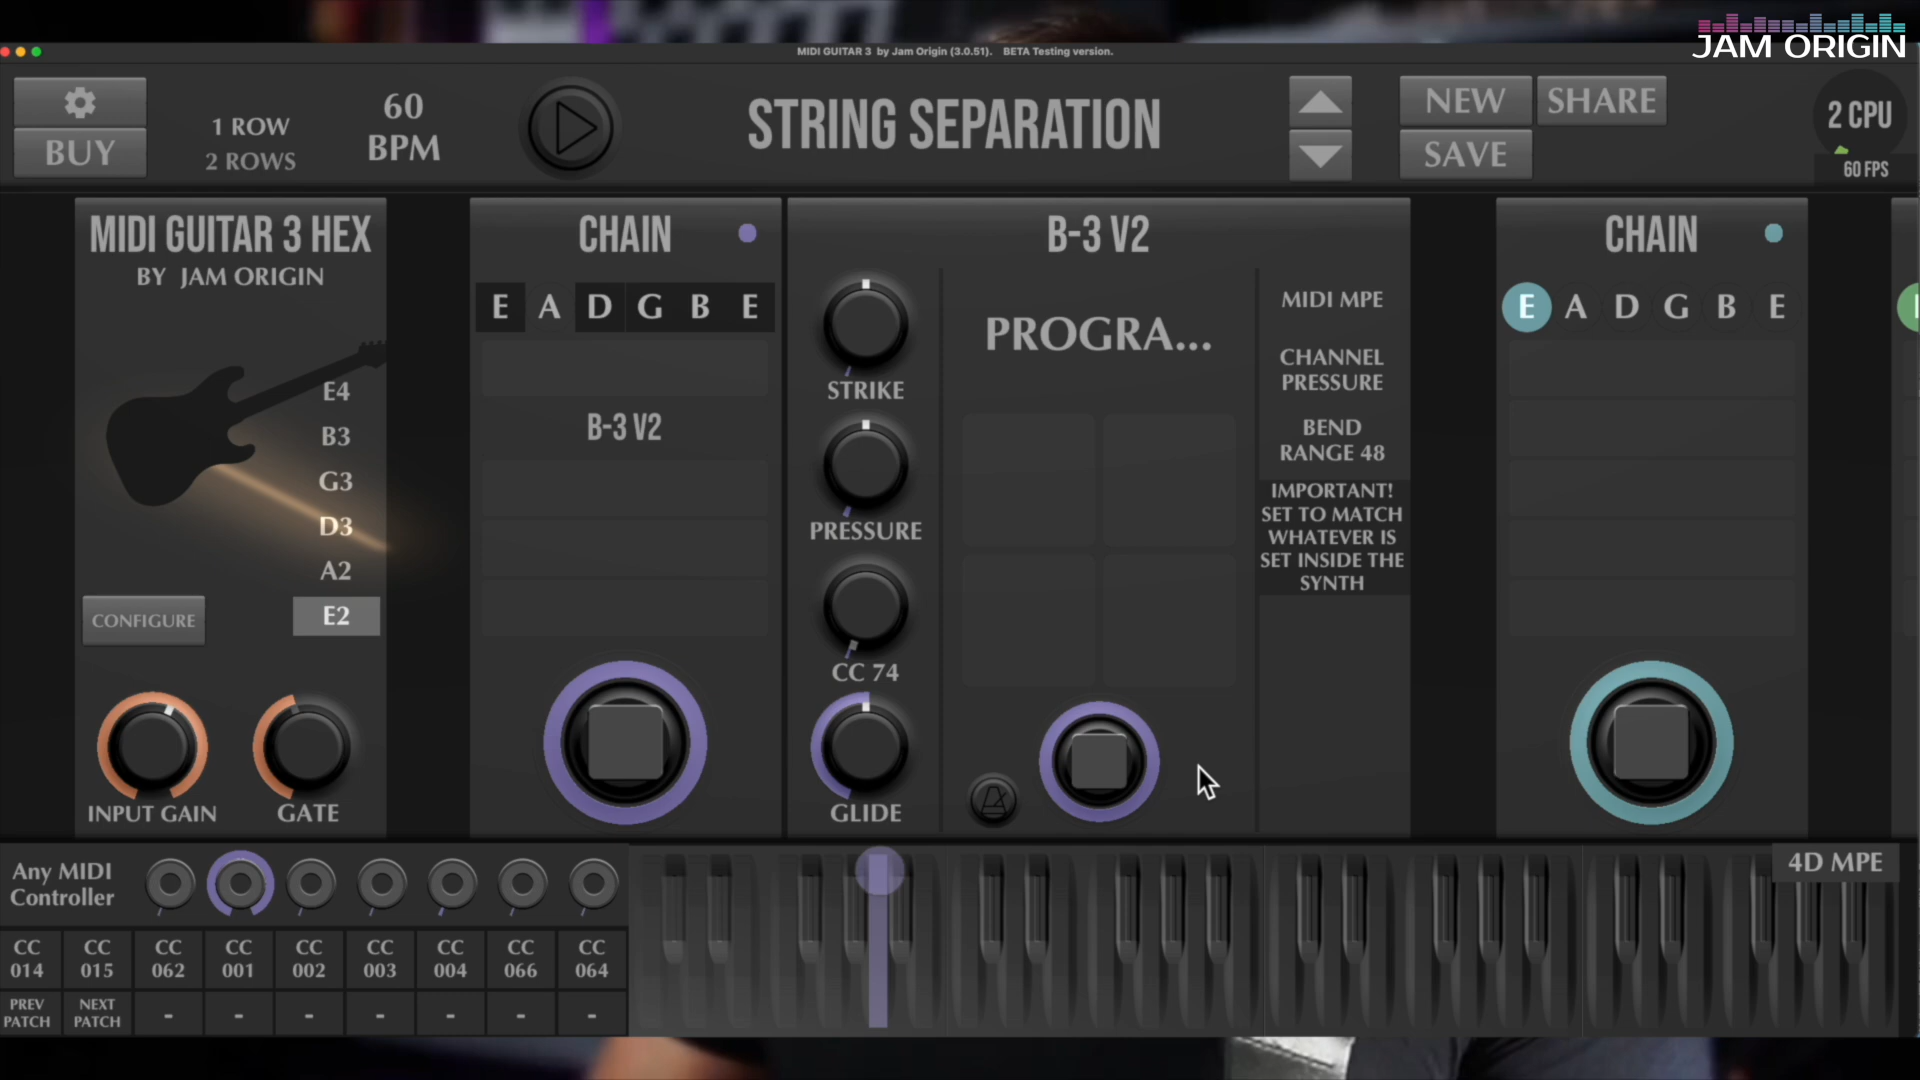 JAM ORIGIN
MIDI GUITAR 3 by Jam Origin (3.0.51). BETA Testing version.
BUY
1 ROW
2 ROWS
60
BPM
STRING SEPARATION
NEW
SHARE
SAVE
2 CPU
60 FPS
MIDI GUITAR 3 HEX
BY JAM ORIGIN
E4
B3
G3
D3
A2
E2
CONFIGURE
INPUT GAIN
GATE
CHAIN
E A D G B E
B-3 V2
B-3 V2
STRIKE
PRESSURE
CC 74
GLIDE
PROGRA...
MIDI MPE
CHANNEL
PRESSURE
BEND
RANGE 48
IMPORTANT!
SET TO MATCH
WHATEVER IS
SET INSIDE THE
SYNTH
CHAIN
E A D G B E
Any MIDI
Controller
CC
014
CC
015
CC
062
CC
001
CC
002
CC
003
CC
004
CC
066
CC
064
PREV
PATCH
NEXT
PATCH
- - - - - - -
4D MPE